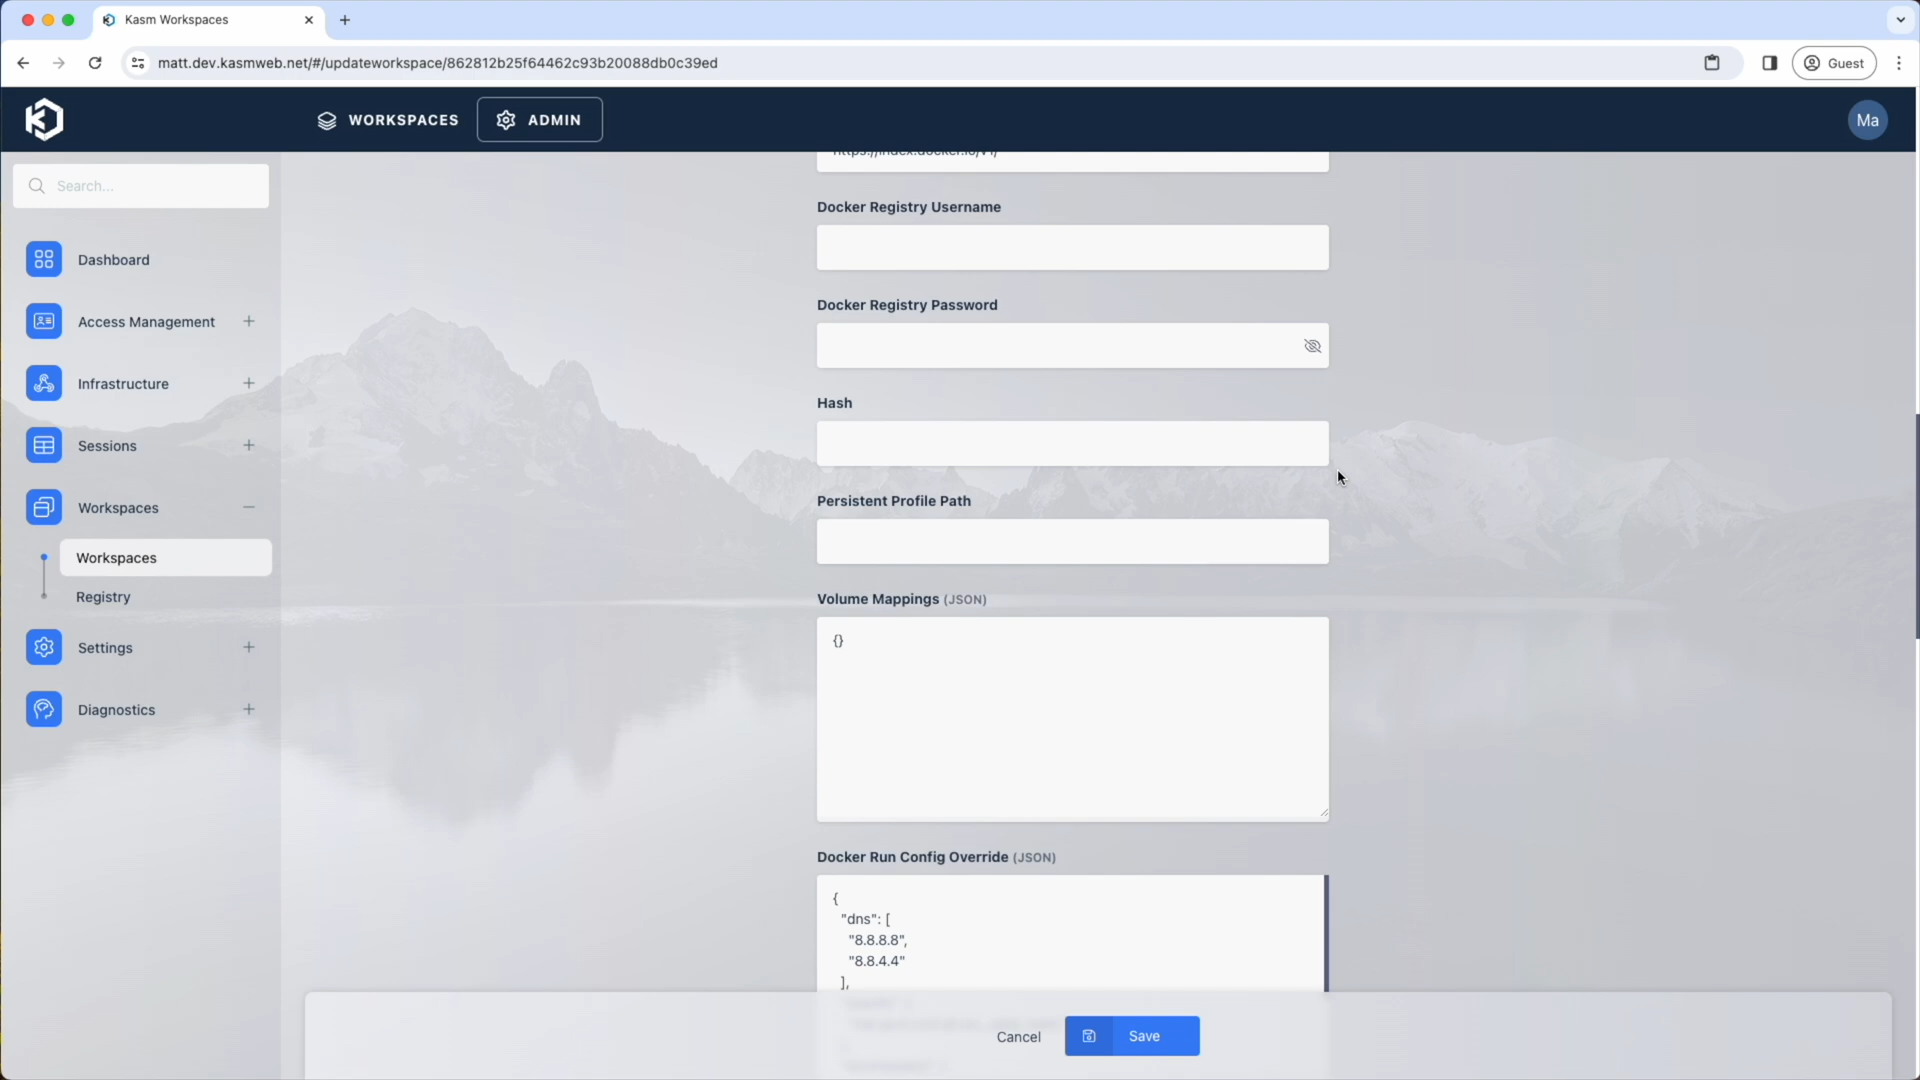 Kasm Workspaces
matt.dev.kasmweb.net/#/updateworkspace/862812b25f64462c93b20088db0c39ed
Guest
WORKSPACES
ADMIN
Ma
Search...
Dashboard
Access Management
Infrastructure
Sessions
Workspaces
Workspaces
Registry
Settings
Diagnostics
https://index.docker.io/v1/
Docker Registry Username
Docker Registry Password
Hash
Persistent Profile Path
Volume Mappings (JSON)
{}
Docker Run Config Override (JSON)
{
"dns": [
"8.8.8.8",
"8.8.4.4"
],
Cancel
Save